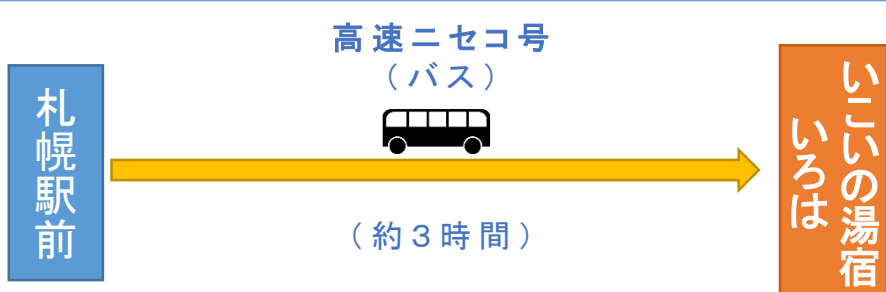 高速ニセコ号
（バス）
札幌駅前
（約３時間）
いこいの湯宿
いろは